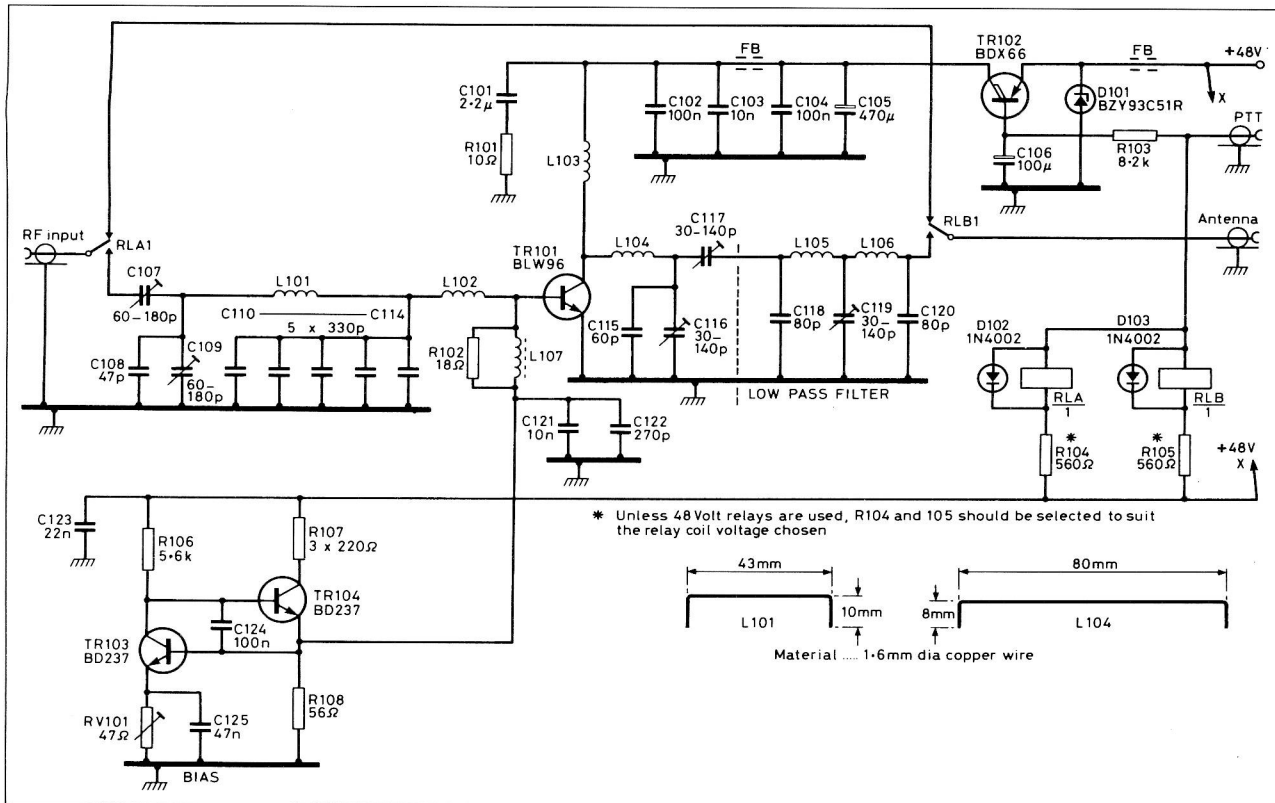 FB
TR102
BDX66
FB
+48V
C101
2·2µ
R101
10Ω
L103
C102
100n
C103
10n
C104
100n
C105
470µ
D101
BZY93C51R
X
PTT
C106
100µ
R103
8·2k
RF input
RLA1
C107
60–180p
L101
L102
TR101
BLW96
L104
C117
30–140p
L105
L106
RLB1
Antenna
C108
47p
C109
60–
180p
C110
C114
5 x 330p
R102
18Ω
L107
C115
60p
C116
30–
140p
C118
80p
C119
30–
140p
C120
80p
LOW PASS FILTER
D102
1N4002
D103
1N4002
RLA
1
RLB
1
C121
10n
C122
270p
*
R104
560Ω
*
R105
560Ω
+48V
X
C123
22n
R106
5·6k
R107
3 x 220Ω
* Unless 48 Volt relays are used, R104 and 105 should be selected to suit
the relay coil voltage chosen
TR104
BD237
C124
100n
TR103
BD237
R108
56Ω
RV101
47Ω
C125
47n
BIAS
43mm
10mm
L101
80mm
8mm
L104
Material ..... 1·6mm dia copper wire